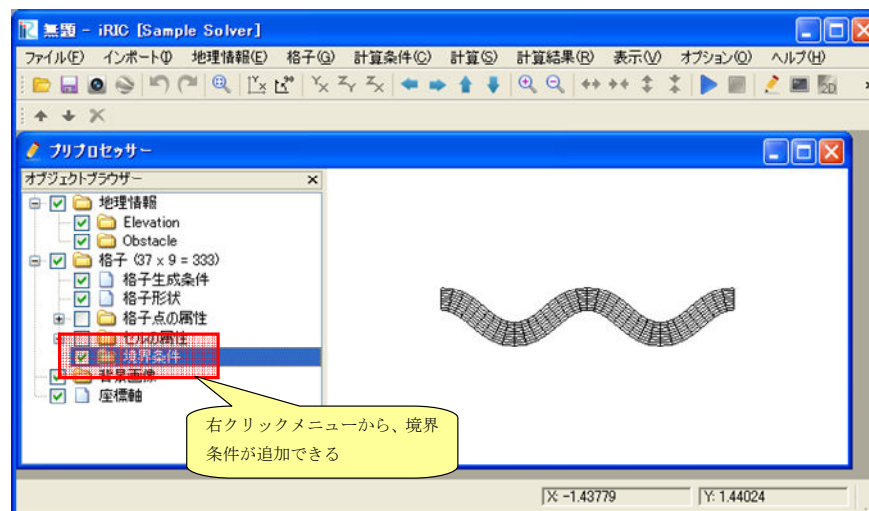 無題 - iRIC [Sample Solver]
ファイル(F) インポート(I) 地理情報(E) 格子(G) 計算条件(C) 計算(S) 計算結果(R) 表示(V) オプション(O) ヘルプ(H)
プリプロセッサー
オブジェクトブラウザー
地理情報
Elevation
Obstacle
格子 (37 x 9 = 333)
格子生成条件
格子形状
格子点の属性
セルの属性
境界条件
背景画像
座標軸
右クリックメニューから、境界
条件が追加できる
X: -1.43779 Y: 1.44024